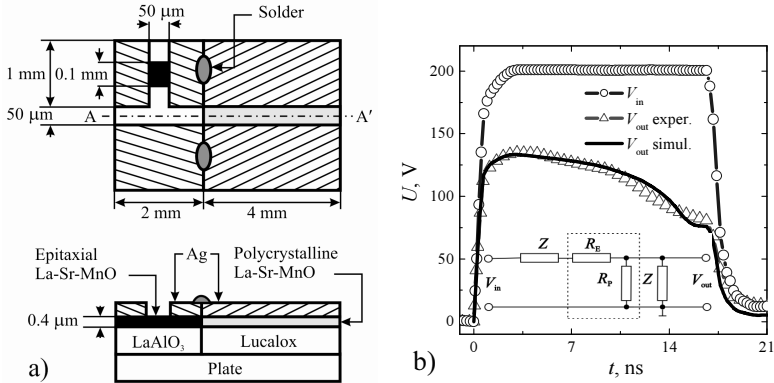 50 μm
Solder
1 mm
0.1 mm
50 μm
A
A′
2 mm
4 mm
Epitaxial
La-Sr-MnO
Ag
Polycrystalline
La-Sr-MnO
0.4 μm
LaAlO3
Lucalox
Plate
a)
U, V
200
150
100
50
0
Vin
Vout exper.
Vout simul.
Z
RE
RP
Z
Vin
Vout
0
7
14
21
t, ns
b)